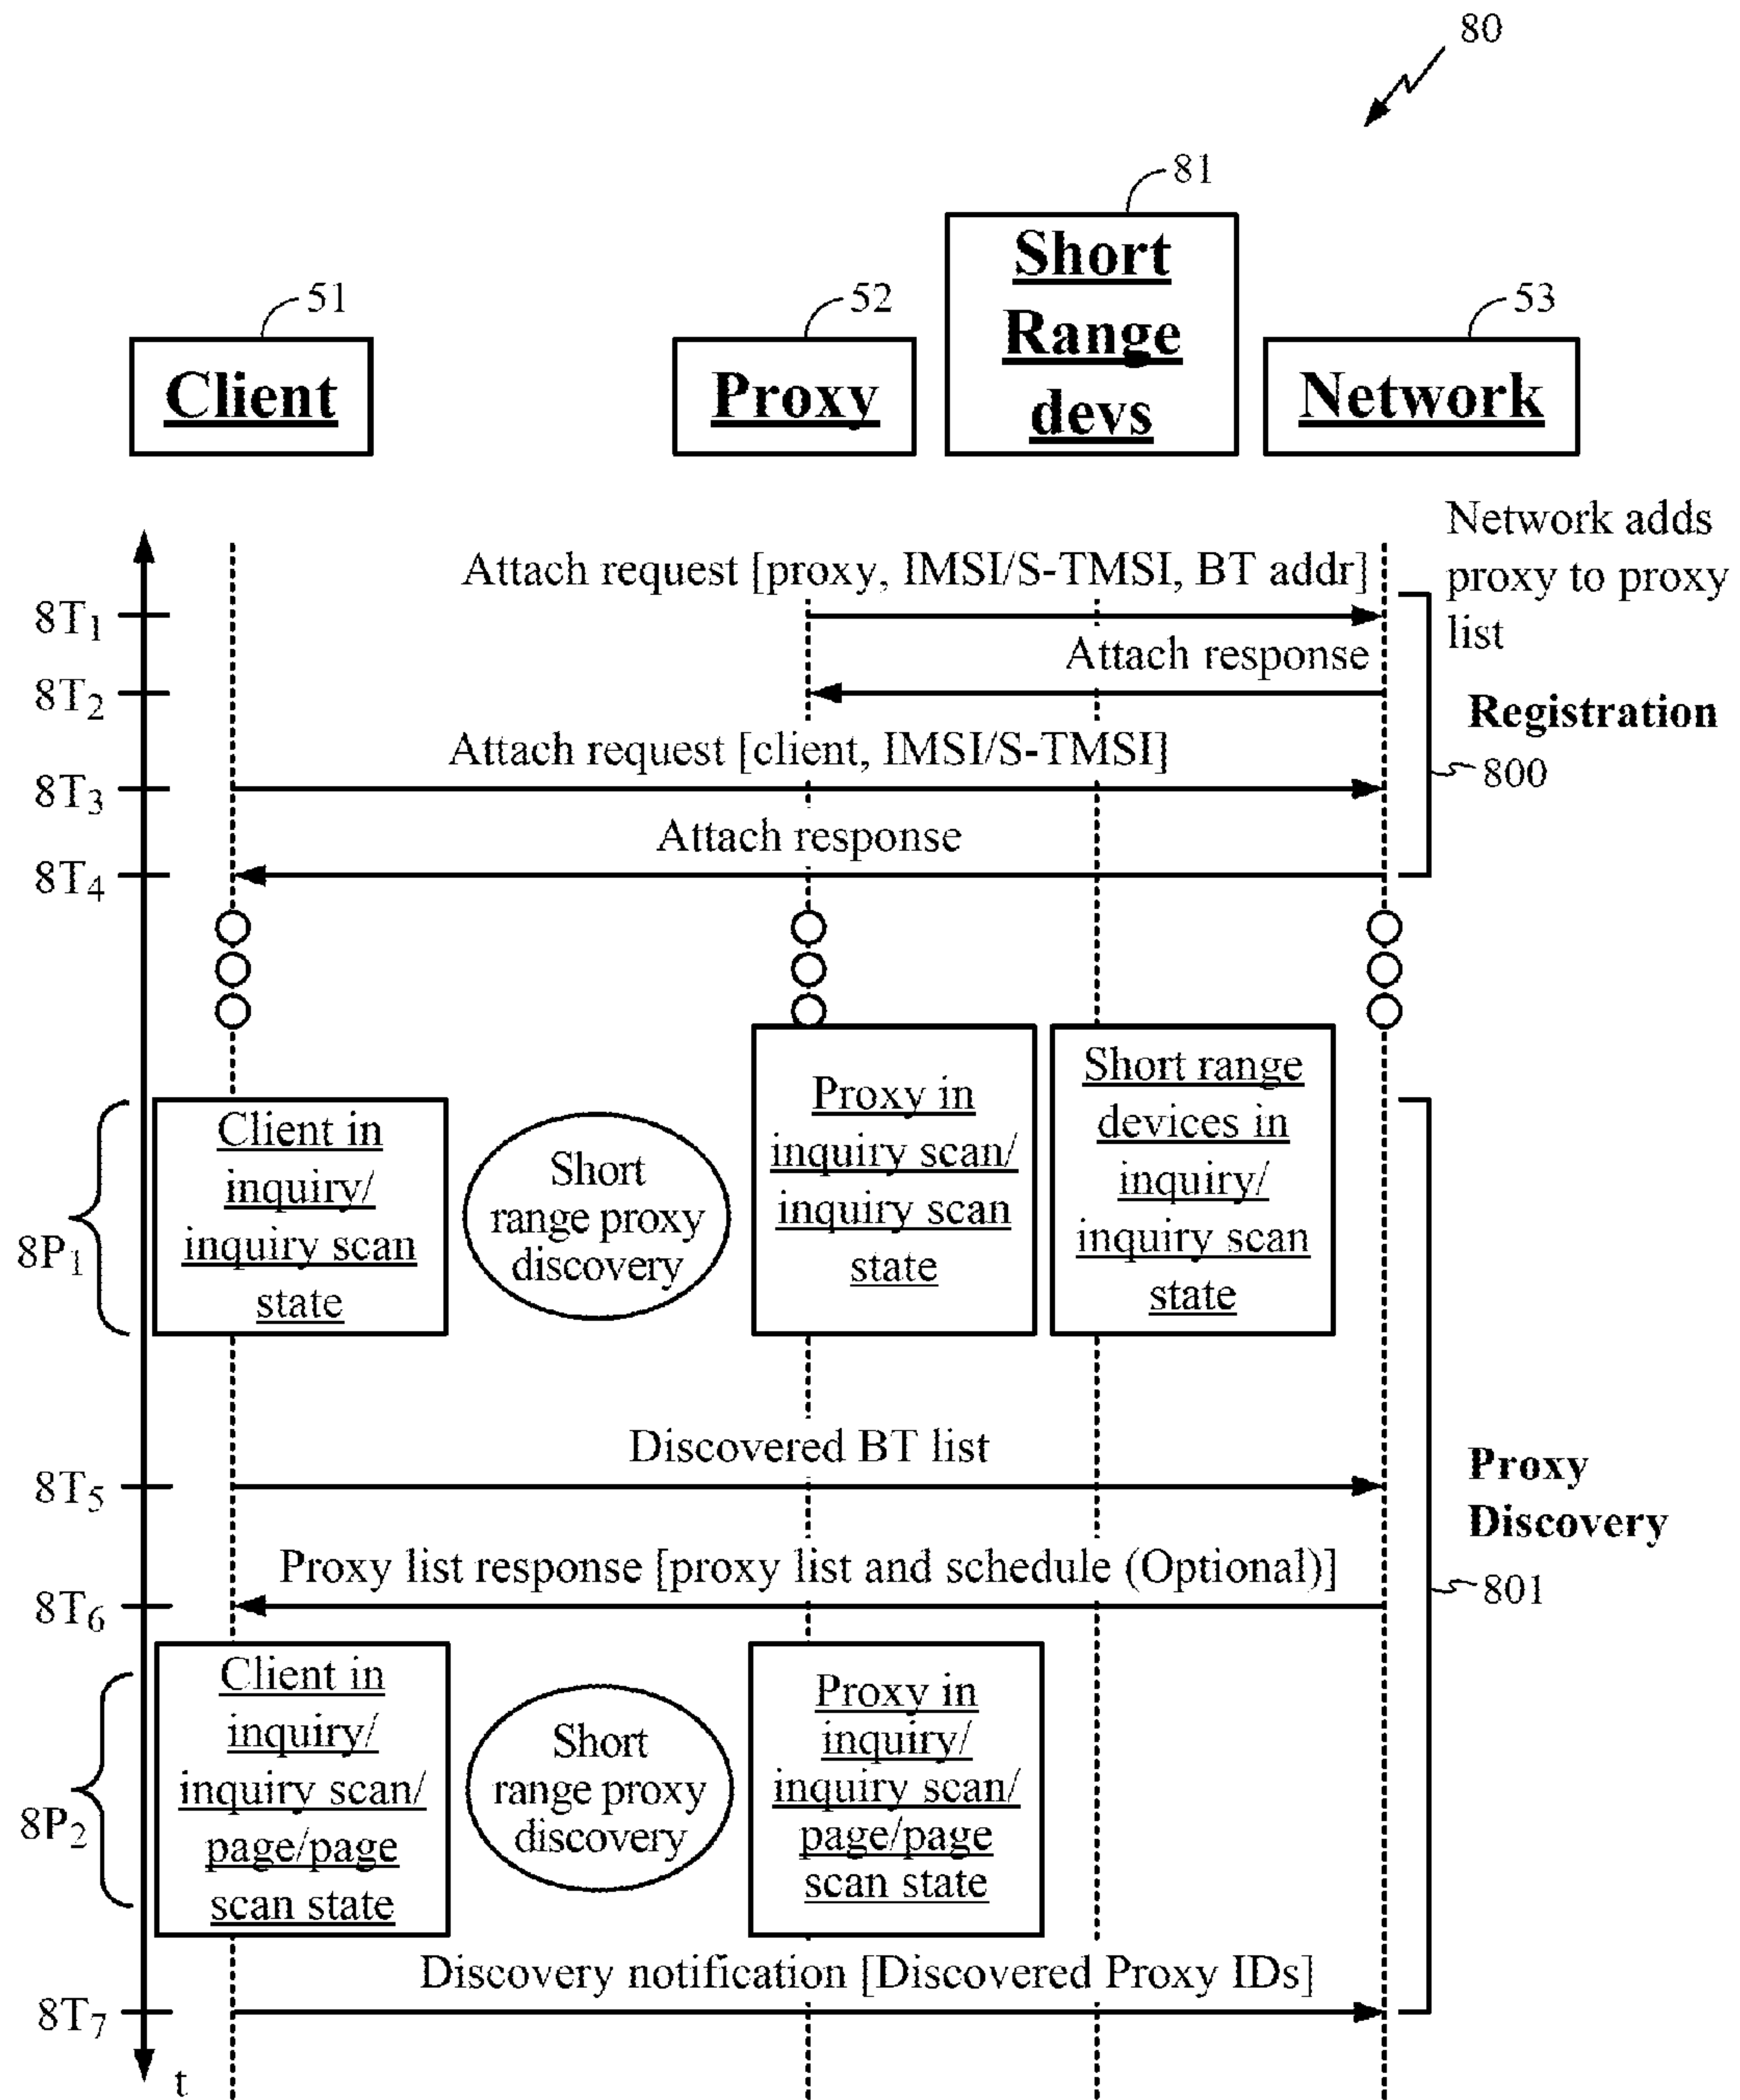 80
81
Short
Range
devs
51
52
53
Client
Proxy
Network
Network adds
proxy to proxy
list
Attach request [proxy, IMSI/S-TMSI, BT addr]
8T1
Attach response
8T2
Registration
Attach request [client, IMSI/S-TMSI]
800
8T3
Attach response
8T4
8P1
Client in
inquiry/
inquiry scan
state
Short
range proxy
discovery
Proxy in
inquiry scan/
inquiry scan
state
Short range
devices in
inquiry/
inquiry scan
state
Discovered BT list
8T5
Proxy
Discovery
801
Proxy list response [proxy list and schedule (Optional)]
8T6
8P2
Client in
inquiry/
inquiry scan/
page/page
scan state
Short
range proxy
discovery
Proxy in
inquiry/
inquiry scan/
page/page
scan state
Discovery notification [Discovered Proxy IDs]
8T7
t